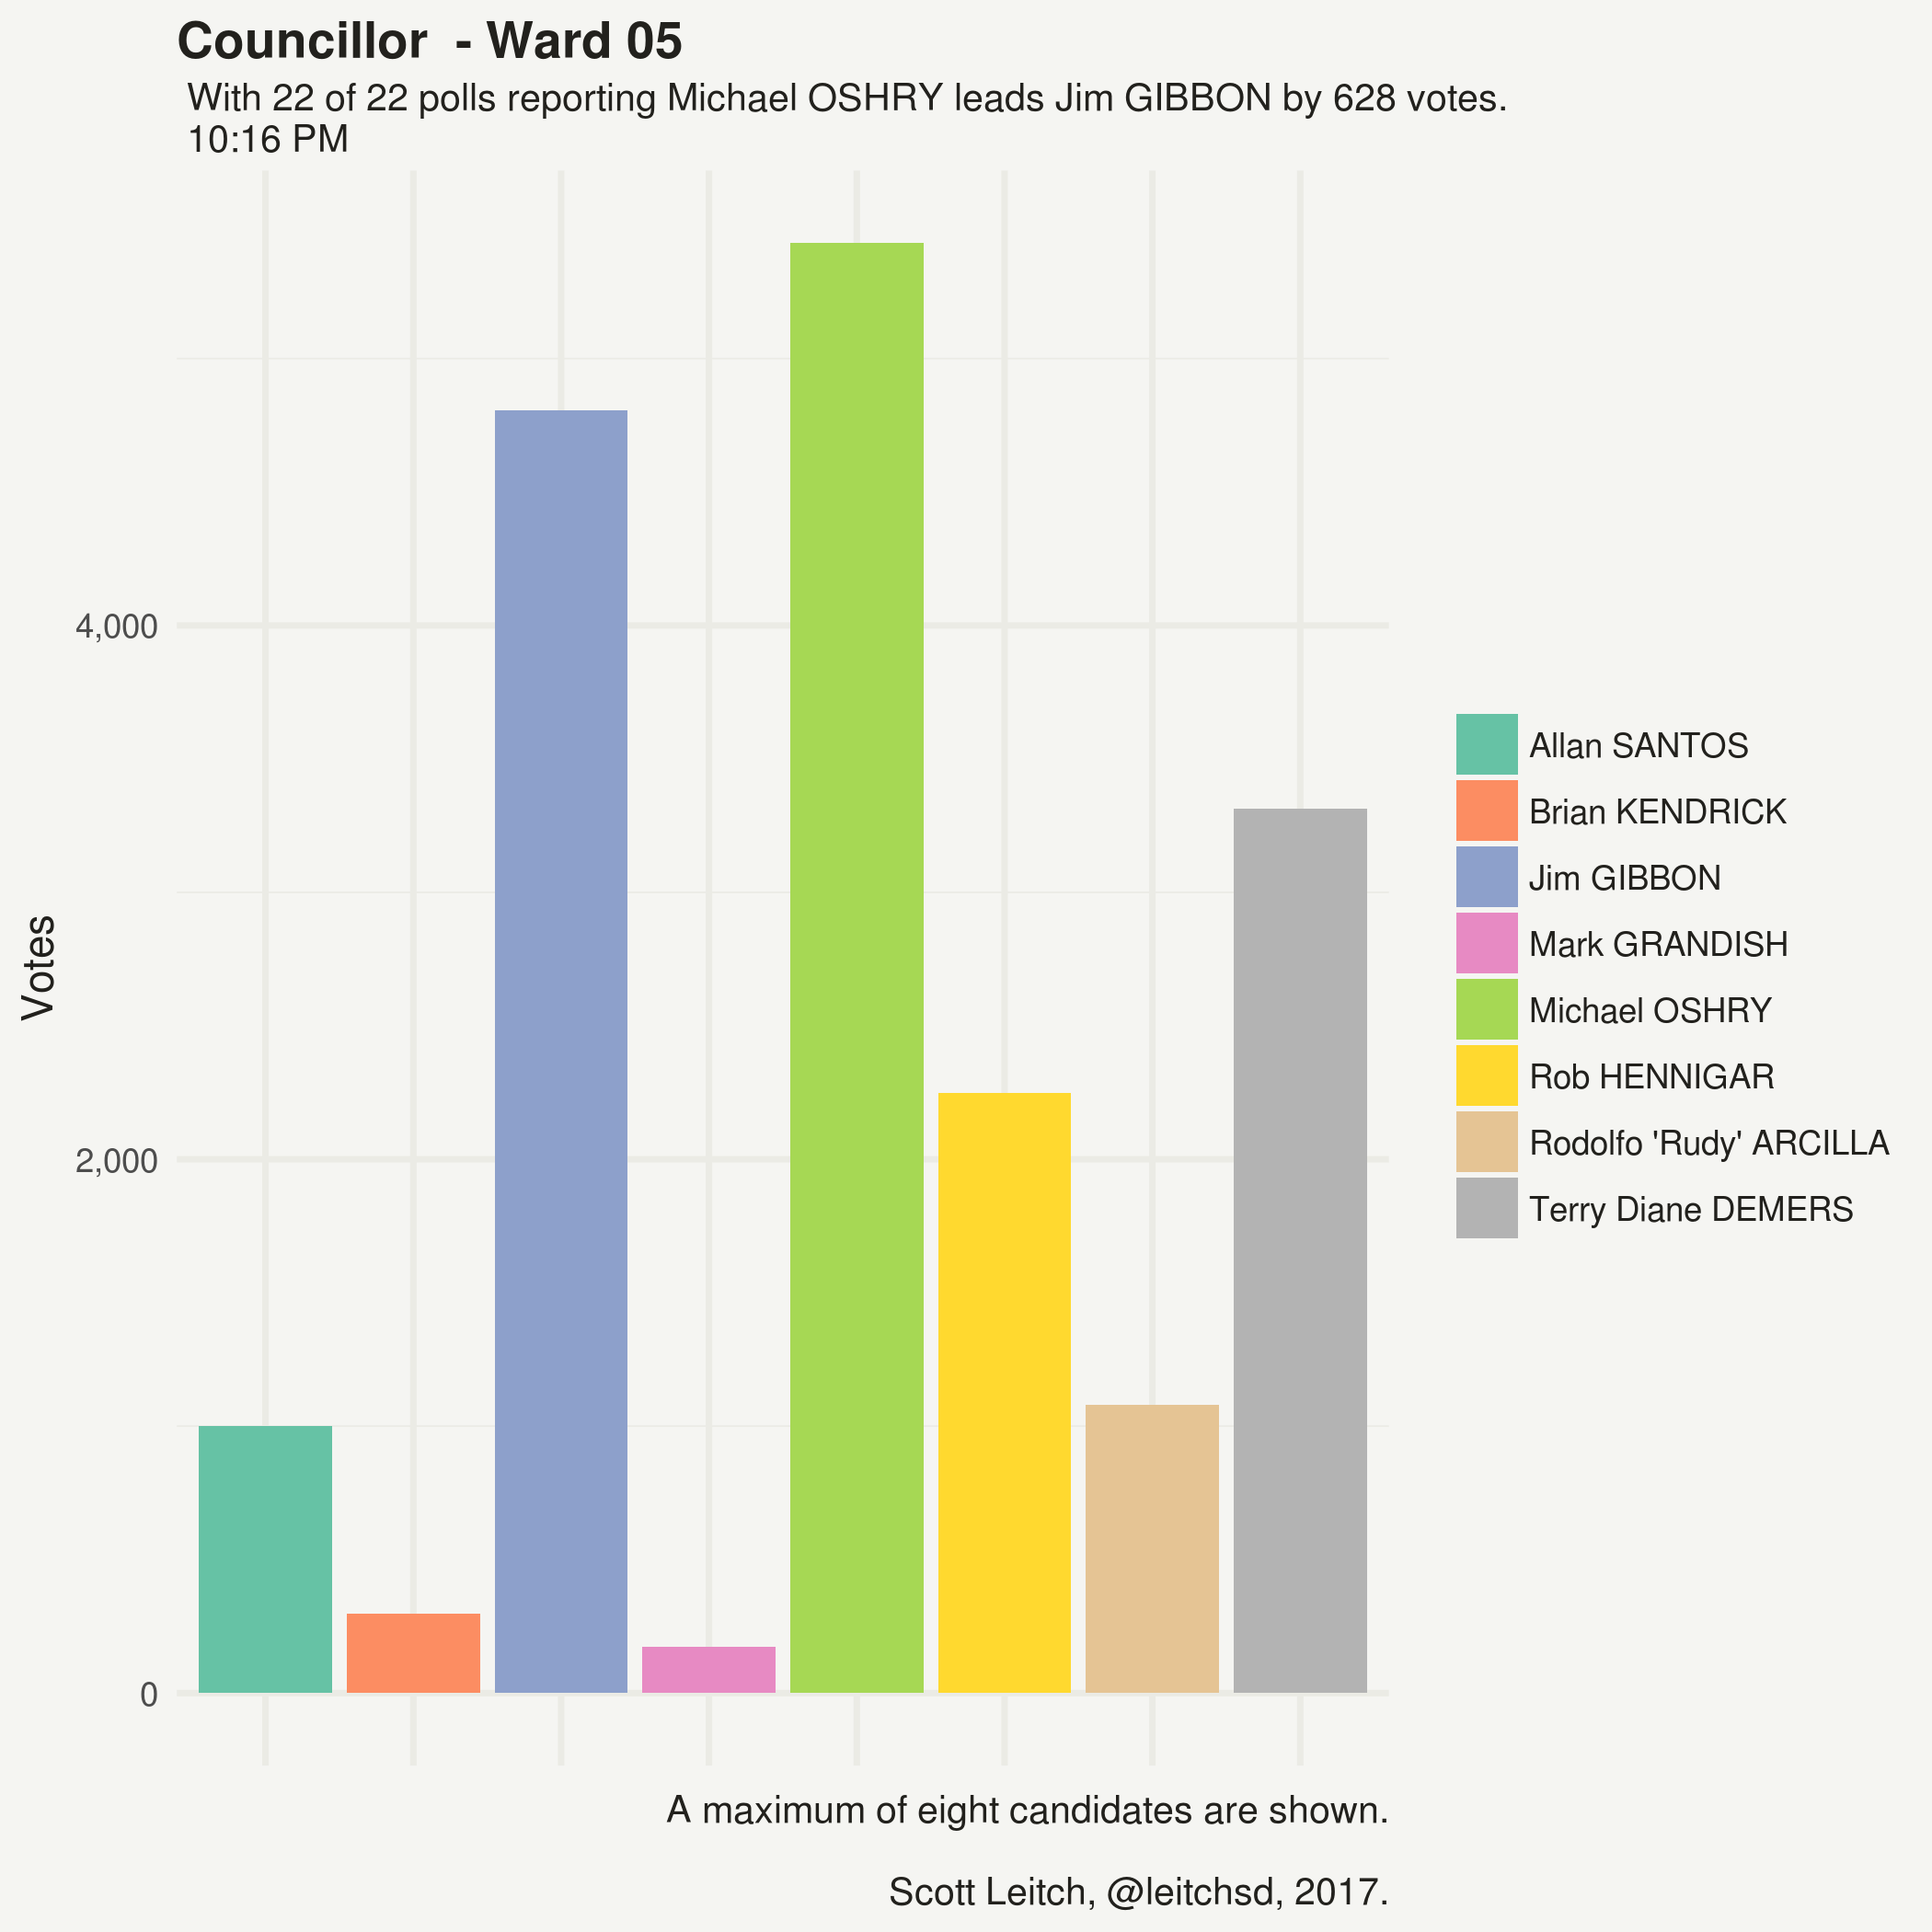 Councillor  - Ward 05
With 22 of 22 polls reporting Michael OSHRY leads Jim GIBBON by 628 votes.
10:16 PM
Votes
4,000
2,000
0
Allan SANTOS
Brian KENDRICK
Jim GIBBON
Mark GRANDISH
Michael OSHRY
Rob HENNIGAR
Rodolfo 'Rudy' ARCILLA
Terry Diane DEMERS
A maximum of eight candidates are shown.
Scott Leitch, @leitchsd, 2017.